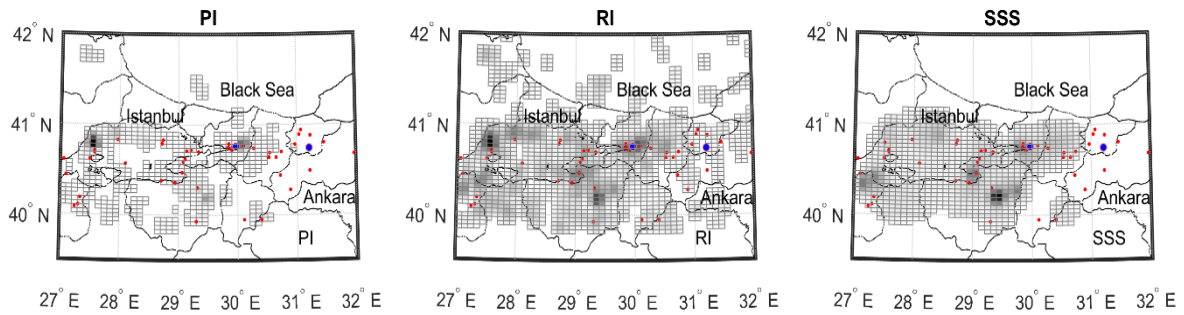 PI
42° N
Black Sea
Istanbul
41° N
40° N
Ankara
PI
27° E
28° E
29° E
30° E
31° E
32° E
RI
42° N
Black Sea
Istanbul
41° N
40° N
Ankara
RI
27° E
28° E
29° E
30° E
31° E
32° E
SSS
42° N
Black Sea
Istanbul
41° N
40° N
Ankara
SSS
27° E
28° E
29° E
30° E
31° E
32° E